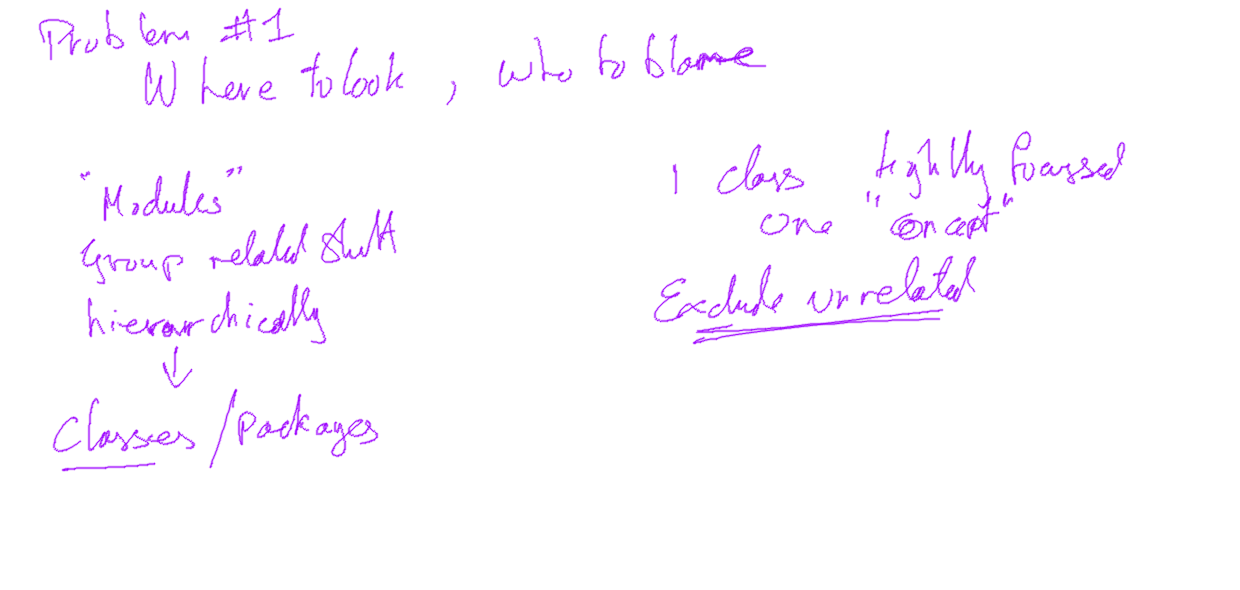 Problem #1
Where to look, who to blame
"Modules"
Group related stuff
hierarchically
↓
Classes/packages
1 class tightly focussed
one "concept"
Exclude unrelated